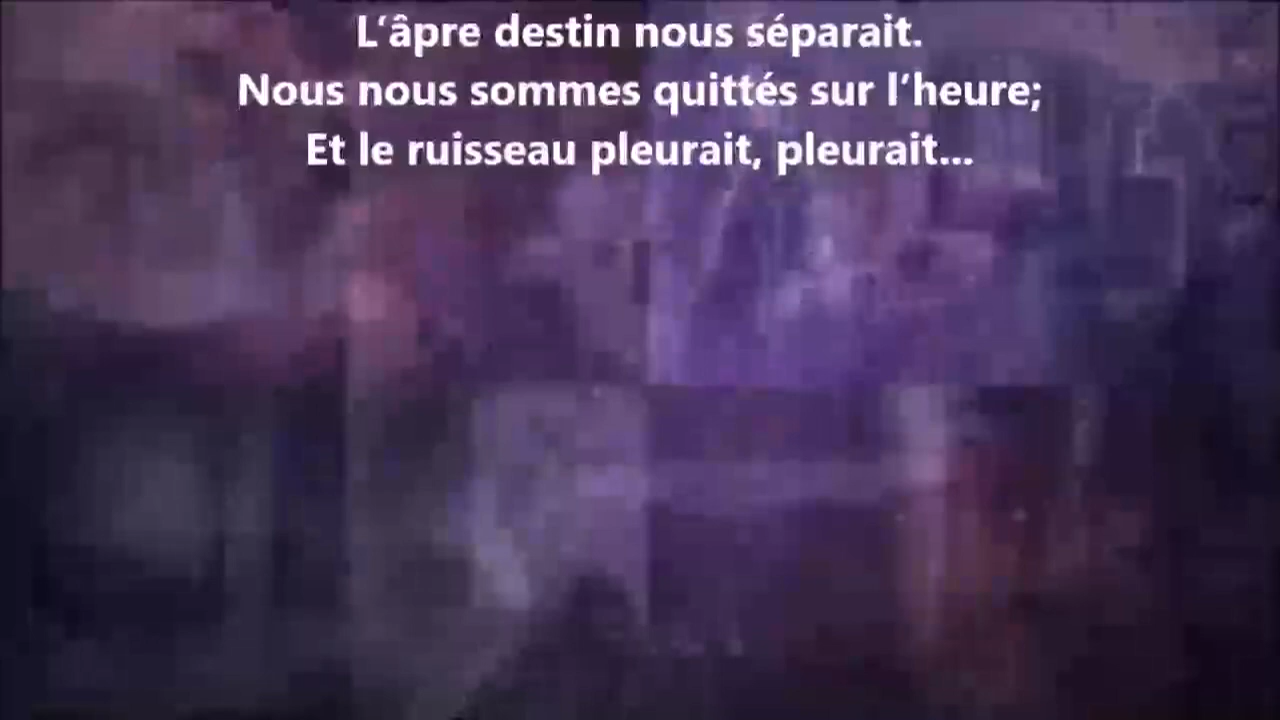 L’âpre destin nous séparait.
Nous nous sommes quittés sur l’heure;
Et le ruisseau pleurait, pleurait...